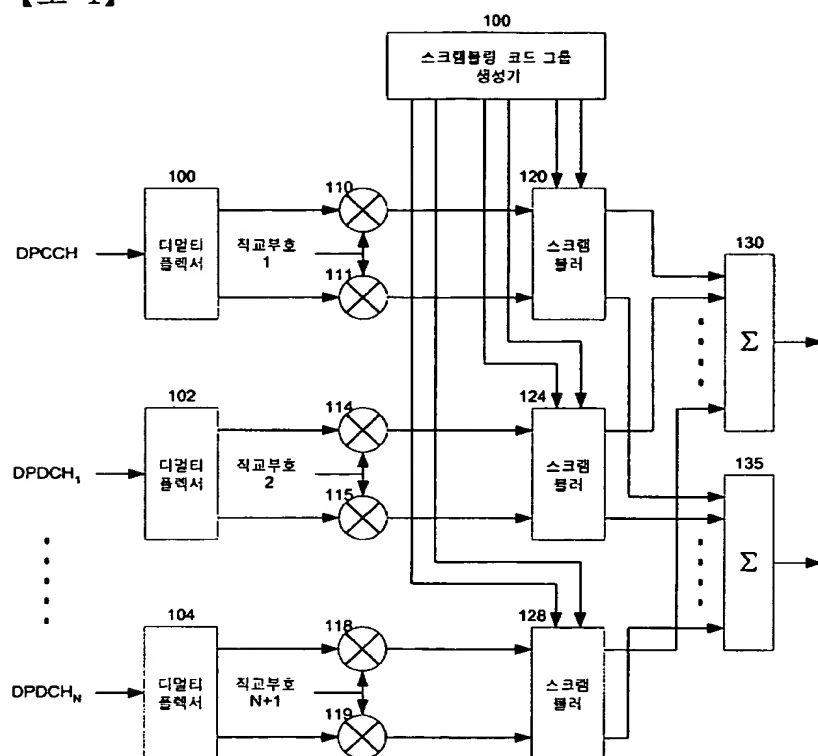 100
스크램블링 코드 그룹
생성기
100
110
120
130
DPCCH
디멀티
플렉서
직교부호
1
스크램
블러
Σ
111
102
114
124
135
DPDCH₁
디멀티
플렉서
직교부호
2
스크램
블러
Σ
115
104
118
128
DPDCH_N
디멀티
플렉서
직교부호
N+1
스크램
블러
119